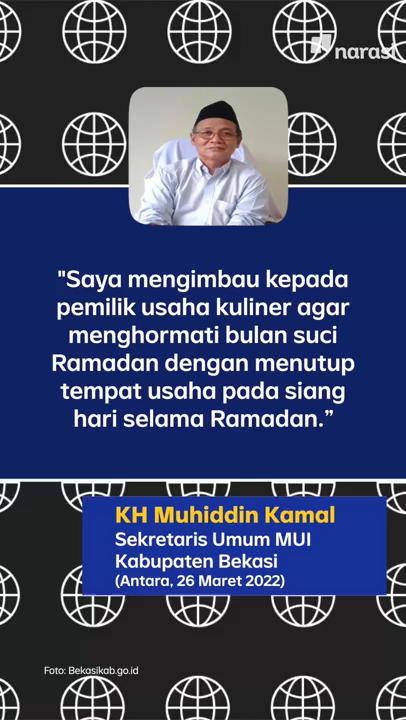 narasi
"Saya mengimbau kepada
pemilik usaha kuliner agar
menghormati bulan suci
Ramadan dengan menutup
tempat usaha pada siang
hari selama Ramadan.”
KH Muhiddin Kamal
Sekretaris Umum MUI
Kabupaten Bekasi
(Antara, 26 Maret 2022)
Foto: Bekasikab.go.id